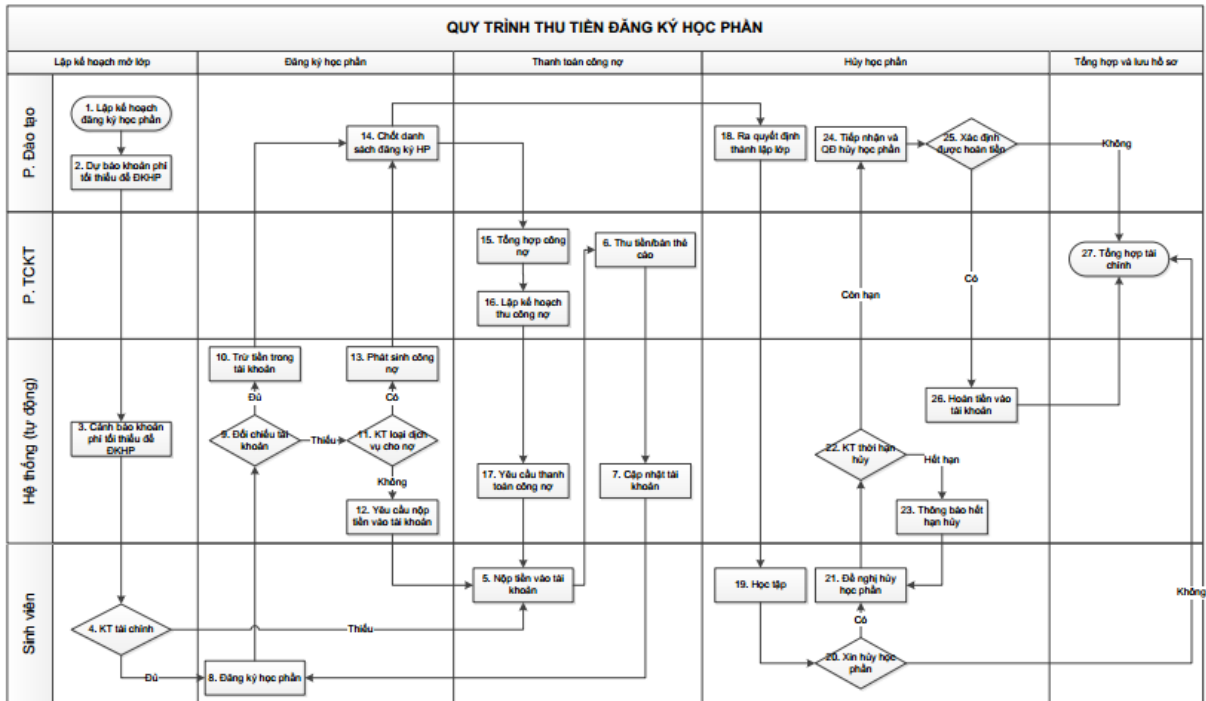 QUY TRÌNH THU TIỀN ĐĂNG KÝ HỌC PHẦN
Lập kế hoạch mở lớp
Đăng ký học phần
Thanh toán công nợ
Hủy học phần
Tổng hợp và lưu hồ sơ
P. Đào tạo
1. Lập kế hoạch
đăng ký học phần
2. Dự báo khoản phí
tối thiểu để ĐKHP
14. Chốt danh
sách đăng ký HP
18. Ra quyết định
thành lập lớp
24. Tiếp nhận và
QĐ hủy học phần
25. Xác định
được hoàn tiền
Không
P. TCKT
15. Tổng hợp công
nợ
16. Lập kế hoạch
thu công nợ
6. Thu tiền/bán thẻ
cào
Còn hạn
Có
27. Tổng hợp tài
chính
Hệ thống (tự động)
3. Cảnh báo khoản
phí tối thiểu để
ĐKHP
10. Trừ tiền trong
tài khoản
Đủ
9. Đối chiếu tài
khoản
Thiếu
13. Phát sinh công
nợ
Có
11. KT loại dịch
vụ cho nợ
Không
12. Yêu cầu nộp
tiền vào tài khoản
17. Yêu cầu thanh
toán công nợ
7. Cập nhật tài
khoản
22. KT thời hạn
hủy
Hết hạn
23. Thông báo hết
hạn hủy
26. Hoàn tiền vào
tài khoản
Sinh viên
4. KT tài chính
Đủ
Thiếu
8. Đăng ký học phần
5. Nộp tiền vào tài
khoản
19. Học tập
21. Đề nghị hủy
học phần
Có
20. Xin hủy học
phần
Không